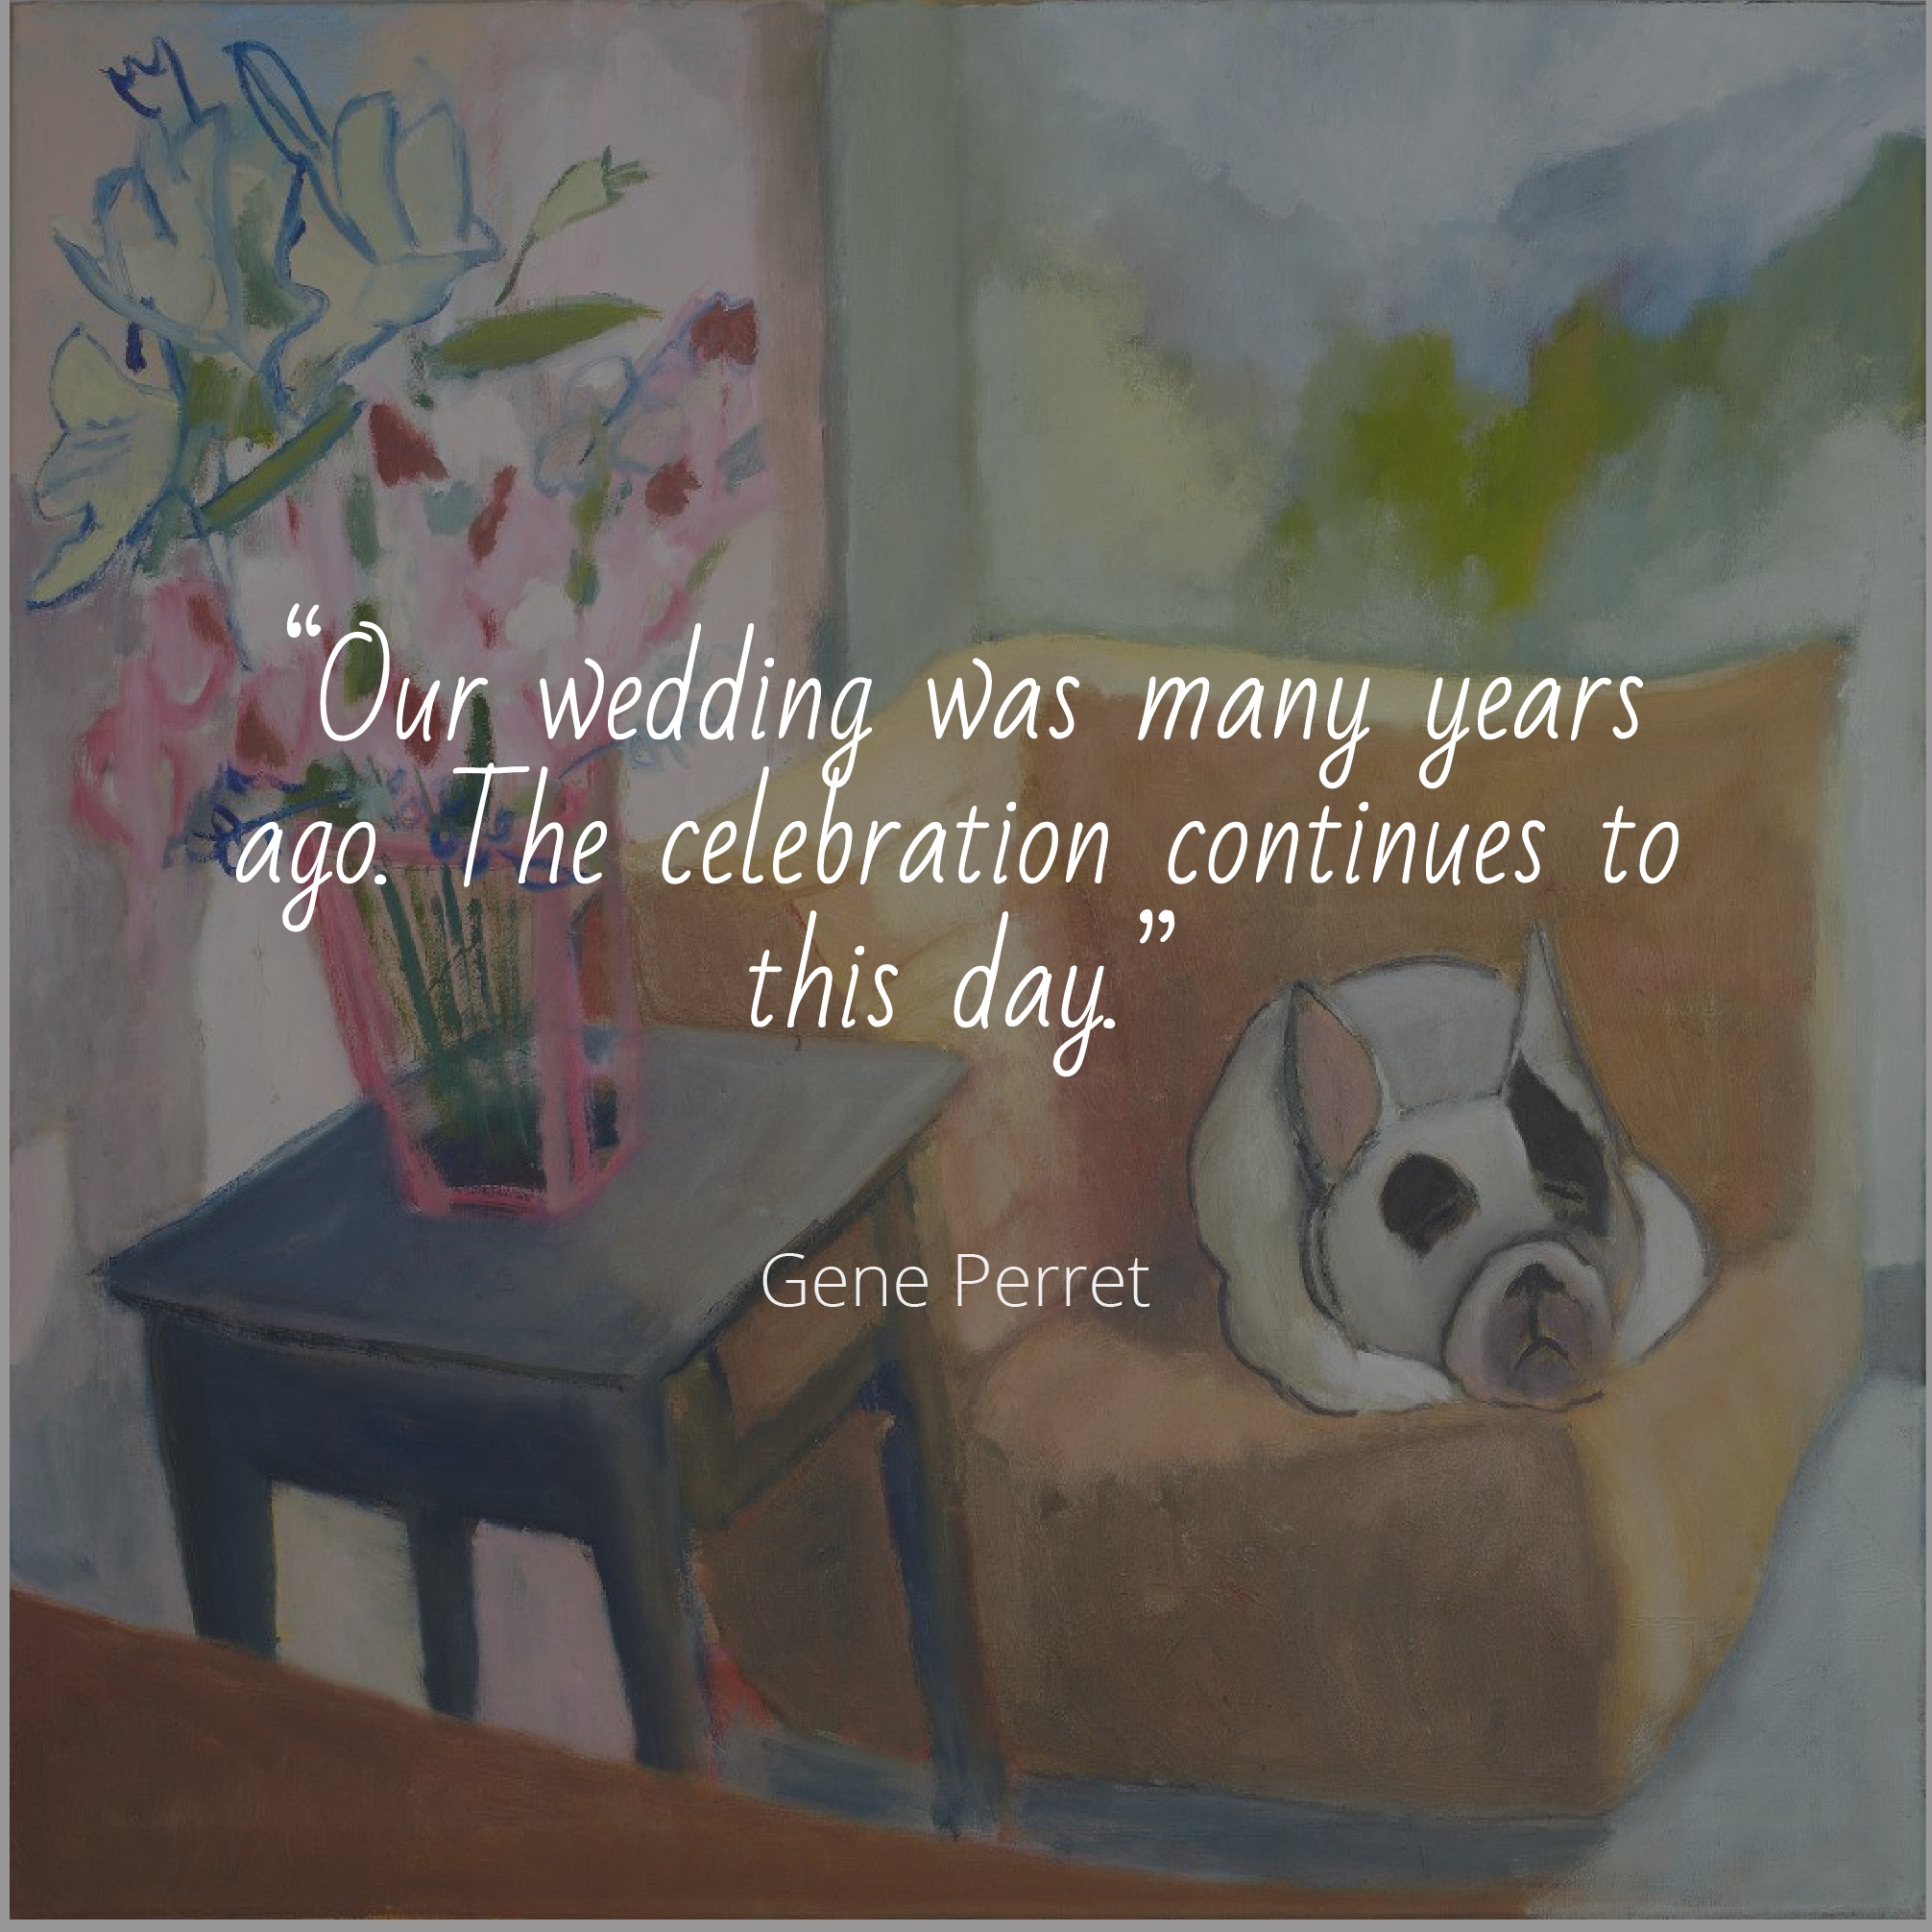 “Our wedding was many years
ago. The celebration continues to
this day.”
Gene Perret